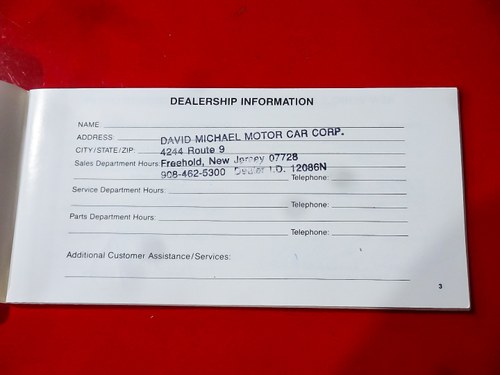 DEALERSHIP INFORMATION
NAME
ADDRESS:
DAVID MICHAEL MOTOR CAR CORP.
CITY/STATE/ZIP:
4244 Route 9
Sales Department Hours:
Freehold, New Jersey 07728
908-462-5300 Dealer I.D. 12086N
Telephone:
Service Department Hours:
Telephone:
Parts Department Hours:
Telephone:
Additional Customer Assistance/Services:
3